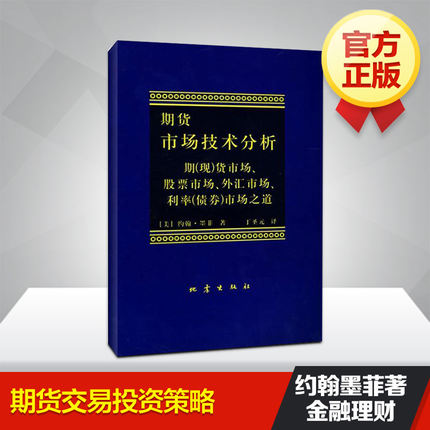 官方
正版
期货
市场技术分析
期(现)货市场、
股票市场、外汇市场、
利率(债券)市场之道
[美]约翰·墨菲 著 丁圣元 译
地震出版社
期货交易投资策略
约翰墨菲著
金融理财